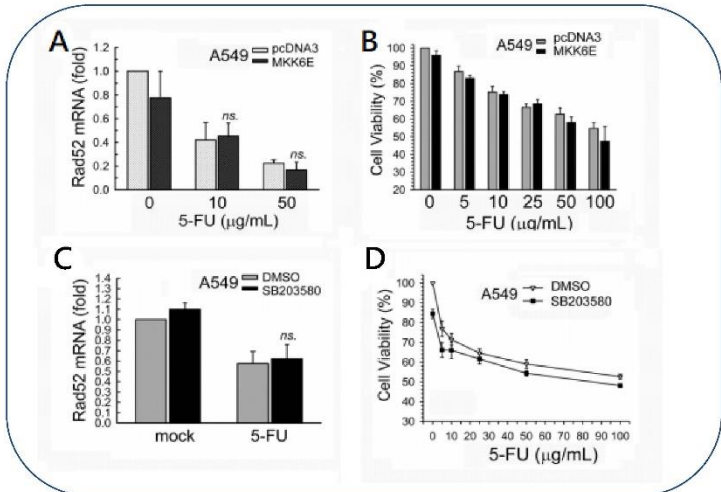 A
A549
pcDNA3
MKK6E
Rad52 mRNA (fold)
1.2
1.0
0.8
0.6
0.4
0.2
0.0
ns.
ns.
0 10 50
5-FU (μg/mL)
B
A549
pcDNA3
MKK6E
Cell Viability (%)
100
90
80
70
60
50
40
30
20
0 5 10 25 50 100
5-FU (μg/mL)
C
A549
DMSO
SB203580
Rad52 mRNA (fold)
1.4
1.3
1.2
1.1
1.0
0.9
0.8
0.7
0.6
0.5
0.4
0.3
0.2
0.1
0.0
ns.
mock 5-FU
D
A549
DMSO
SB203580
Cell Viability (%)
100
90
80
70
60
50
40
30
0 10 20 30 40 50 60 70 80 90 100
5-FU (μg/mL)